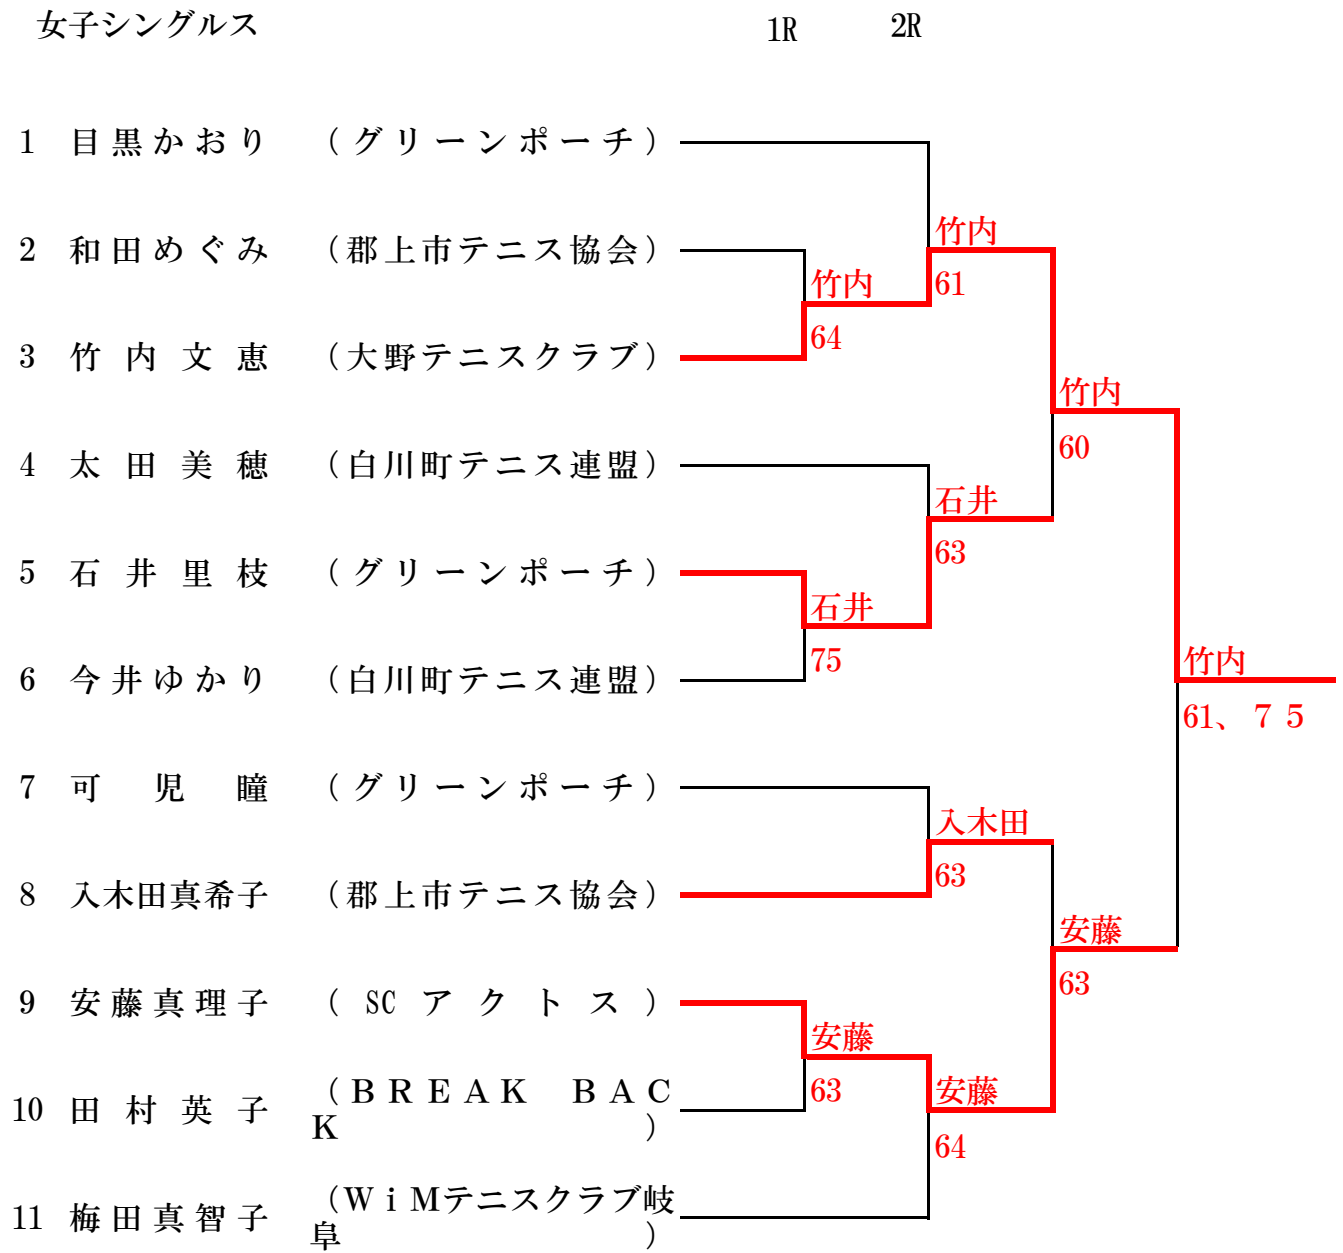 女子シングルス 1R 2R
1 目黒かおり （グリーンポーチ）
竹内
2 和田めぐみ （郡上市テニス協会）
竹内 61
64
3 竹内文恵 （大野テニスクラブ）
竹内
60
4 太田美穂 （白川町テニス連盟）
石井
63
5 石井里枝 （グリーンポーチ）
石井
75
6 今井ゆかり （白川町テニス連盟）
竹内
61、７５
7 可児瞳 （グリーンポーチ）
入木田
63
8 入木田真希子 （郡上市テニス協会）
安藤
63
9 安藤真理子 （SCアクトス）
安藤
63 安藤
10 田村英子 （ＢＲＥＡＫ　ＢＡＣ
Ｋ）
64
11 梅田真智子 （ＷｉＭテニスクラブ岐
阜）